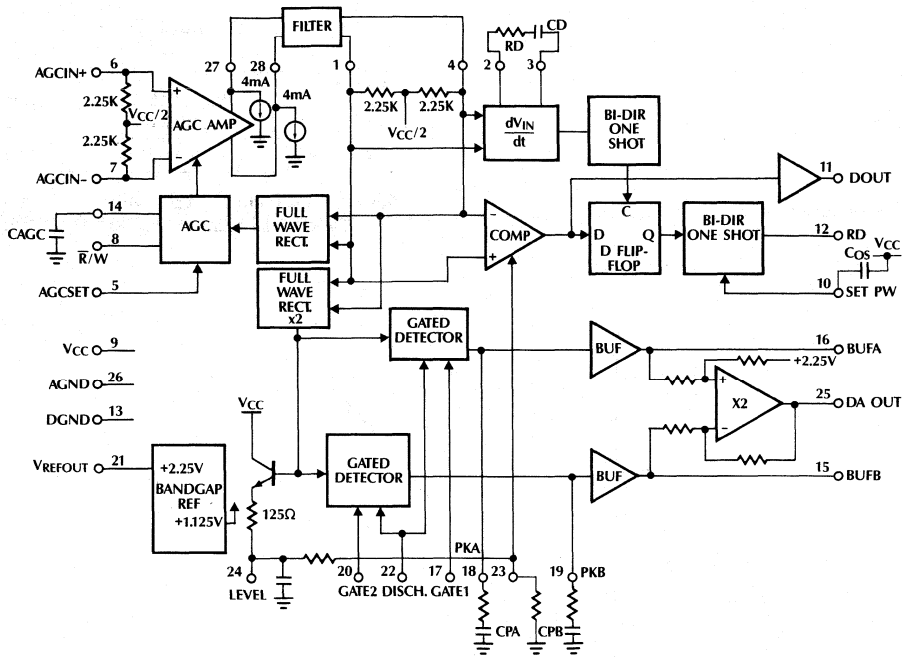 FILTER
CD
RD
27
28
1
4
2
3
6
AGCIN+
4mA
4mA
2.25K
VCC/2
2.25K
+
AGC AMP
−
7
AGCIN−
2.25K
2.25K
VCC/2
dVIN
dt
BI-DIR
ONE
SHOT
11
DOUT
14
CAGC
8
R̅/W
AGC
FULL
WAVE
RECT.
−
COMP
+
C
D
Q
D FLIP-
FLOP
BI-DIR
ONE SHOT
12
RD
VCC
COS
10
SET PW
5
AGCSET
FULL
WAVE
RECT.
x2
GATED
DETECTOR
BUF
16
BUFA
+2.25V
VCC
9
AGND
26
DGND
13
+
X2
−
25
DA OUT
VCC
VREFOUT
21
+2.25V
BANDGAP
REF
+1.125V
GATED
DETECTOR
BUF
15
BUFB
125Ω
PKA
24
LEVEL
20
GATE2
22
DISCH.
17
GATE1
18
23
19
PKB
CPA
CPB